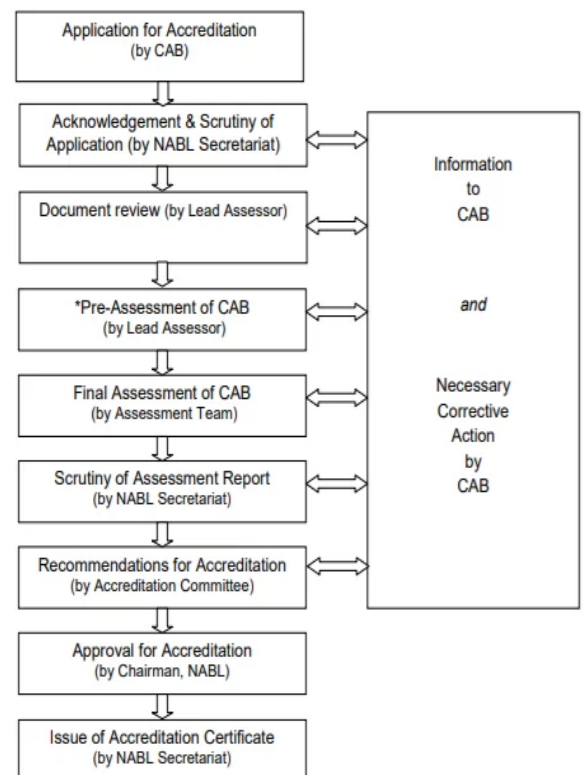 Application for Accreditation
(by CAB)
Acknowledgement & Scrutiny of
Application (by NABL Secretariat)
Document review (by Lead Assessor)
*Pre-Assessment of CAB
(by Lead Assessor)
Final Assessment of CAB
(by Assessment Team)
Scrutiny of Assessment Report
(by NABL Secretariat)
Recommendations for Accreditation
(by Accreditation Committee)
Approval for Accreditation
(by Chairman, NABL)
Issue of Accreditation Certificate
(by NABL Secretariat)
Information
to
CAB
and
Necessary
Corrective
Action
by
CAB